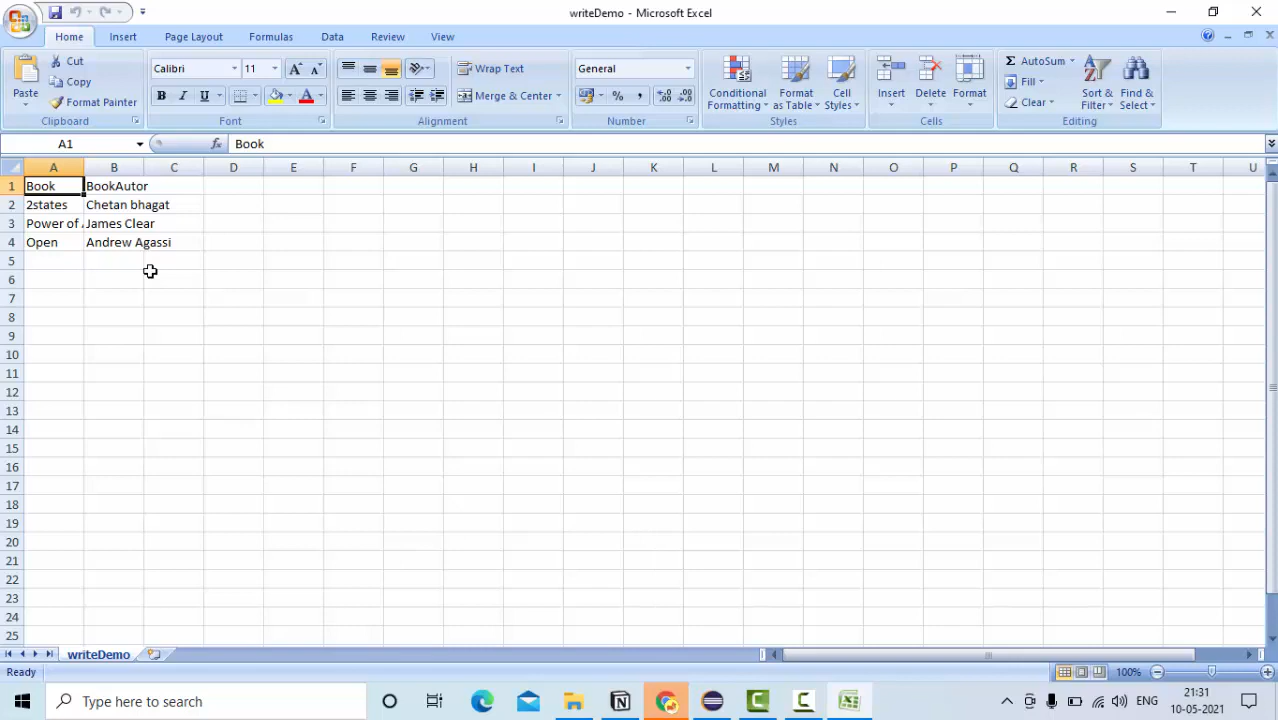 writeDemo - Microsoft Excel
Home Insert Page Layout Formulas Data Review View
Paste
Cut
Copy
Format Painter
Clipboard
Calibri 11
B I U
Font
Wrap Text
Merge & Center
Alignment
General
% ,
Number
Conditional Formatting
Format as Table
Cell Styles
Styles
Insert Delete Format
Cells
AutoSum
Fill
Clear
Sort & Filter
Find & Select
Editing
A1 fx Book
A B C D E F G H I J K L M N O P Q R S T U
1 Book BookAutor
2 2states Chetan bhagat
3 Power of James Clear
4 Open Andrew Agassi
5
6
7
8
9
10
11
12
13
14
15
16
17
18
19
20
21
22
23
24
25
writeDemo
Ready 100%
Type here to search
ENG
21:31
10-05-2021